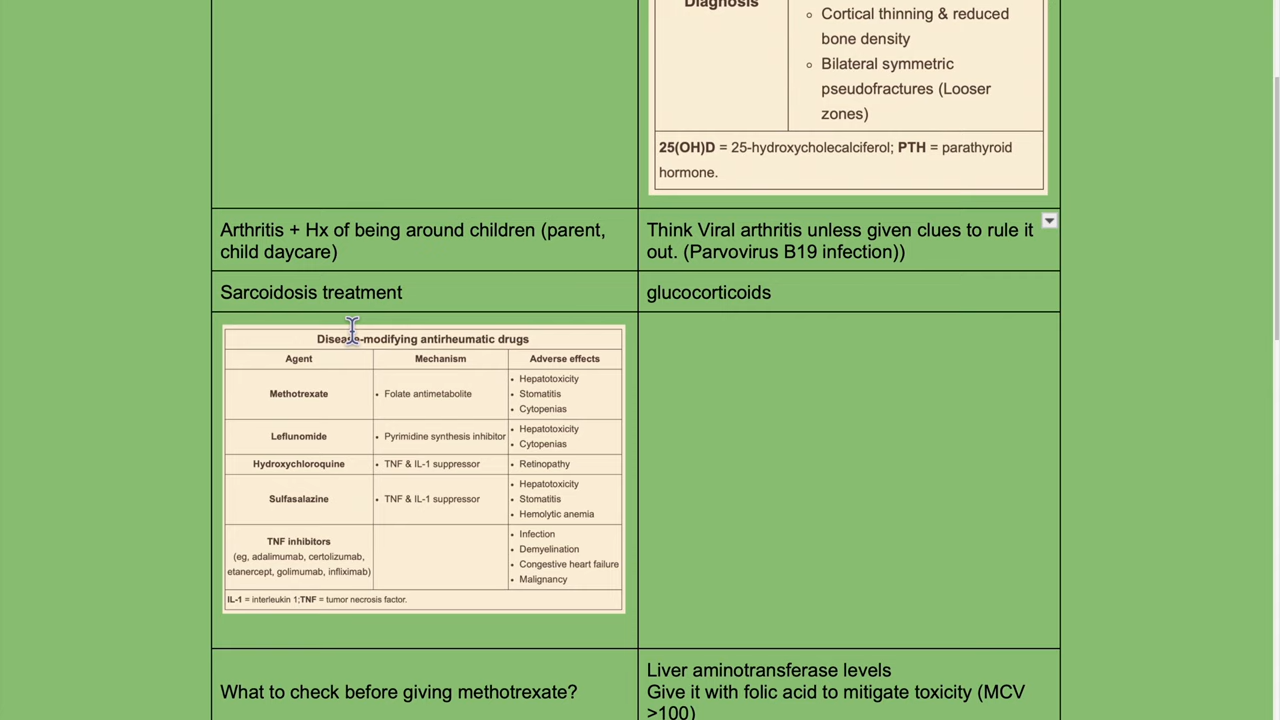 Diagnosis
Cortical thinning & reduced
bone density
Bilateral symmetric
pseudofractures (Looser
zones)
25(OH)D = 25-hydroxycholecalciferol; PTH = parathyroid
hormone.
Arthritis + Hx of being around children (parent,
child daycare)
Think Viral arthritis unless given clues to rule it
out. (Parvovirus B19 infection))
Sarcoidosis treatment
glucocorticoids
Disease-modifying antirheumatic drugs
Agent
Mechanism
Adverse effects
Methotrexate
• Folate antimetabolite
• Hepatotoxicity
• Stomatitis
• Cytopenias
Leflunomide
• Pyrimidine synthesis inhibitor
• Hepatotoxicity
• Cytopenias
Hydroxychloroquine
• TNF & IL-1 suppressor
• Retinopathy
Sulfasalazine
• TNF & IL-1 suppressor
• Hepatotoxicity
• Stomatitis
• Hemolytic anemia
TNF inhibitors
(eg, adalimumab, certolizumab,
etanercept, golimumab, infliximab)
• Infection
• Demyelination
• Congestive heart failure
• Malignancy
IL-1 = interleukin 1;TNF = tumor necrosis factor.
What to check before giving methotrexate?
Liver aminotransferase levels
Give it with folic acid to mitigate toxicity (MCV
>100)